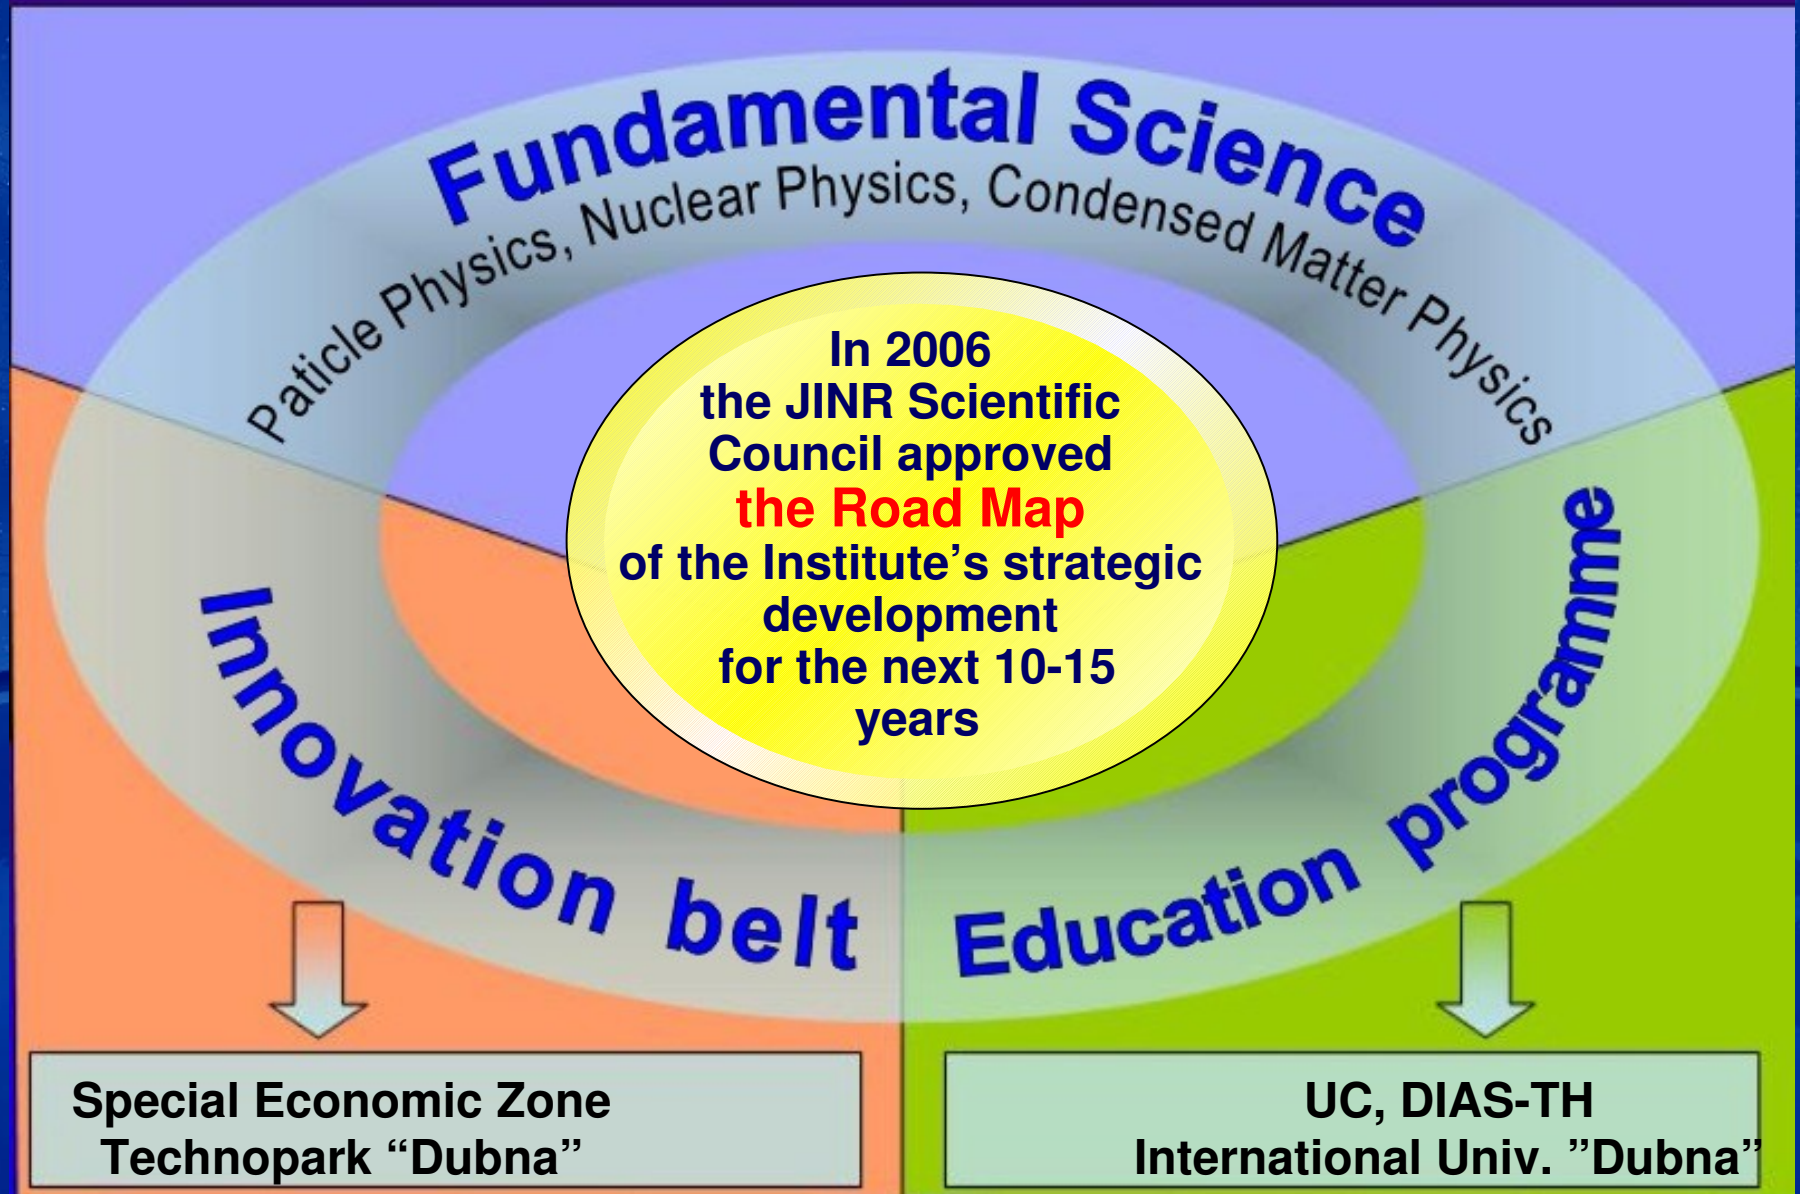 Fundamental Science
Paticle Physics, Nuclear Physics, Condensed Matter Physics
In 2006
the JINR Scientific
Council approved
the Road Map
of the Institute’s strategic
development
for the next 10-15
years
Innovation belt
Education programme
Special Economic Zone
Technopark “Dubna”
UC, DIAS-TH
International Univ. ”Dubna”